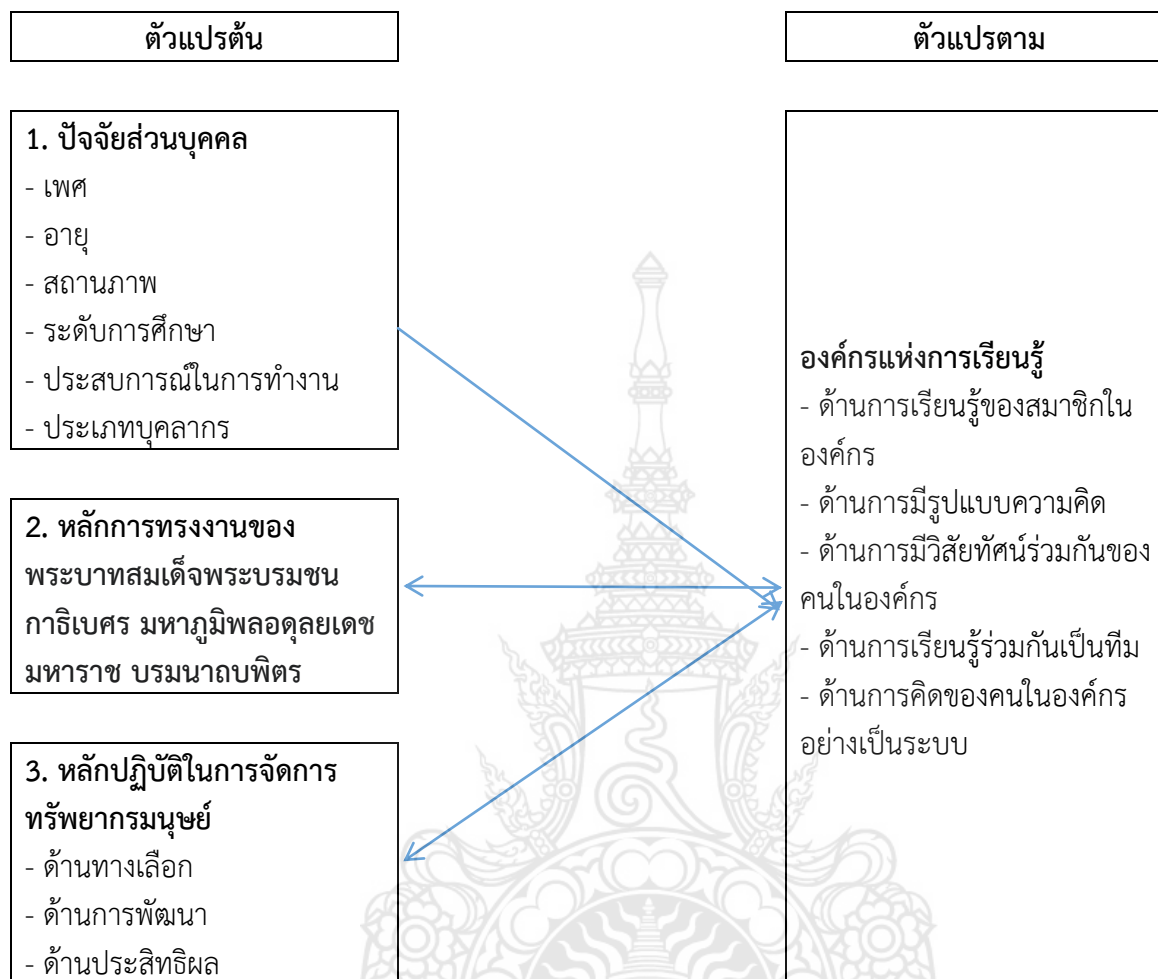 ตัวแปรต้น
ตัวแปรตาม
1. ปัจจัยส่วนบุคคล
- เพศ
- อายุ
- สถานภาพ
- ระดับการศึกษา
- ประสบการณ์ในการทำงาน
- ประเภทบุคลากร
2. หลักการทรงงานของ
พระบาทสมเด็จพระบรมชน
กาธิเบศร มหาภูมิพลอดุลยเดช
มหาราช บรมนาถบพิตร
3. หลักปฏิบัติในการจัดการ
ทรัพยากรมนุษย์
- ด้านทางเลือก
- ด้านการพัฒนา
- ด้านประสิทธิผล
องค์กรแห่งการเรียนรู้
- ด้านการเรียนรู้ของสมาชิกใน
องค์กร
- ด้านการมีรูปแบบความคิด
- ด้านการมีวิสัยทัศน์ร่วมกันของ
คนในองค์กร
- ด้านการเรียนรู้ร่วมกันเป็นทีม
- ด้านการคิดของคนในองค์กร
อย่างเป็นระบบ